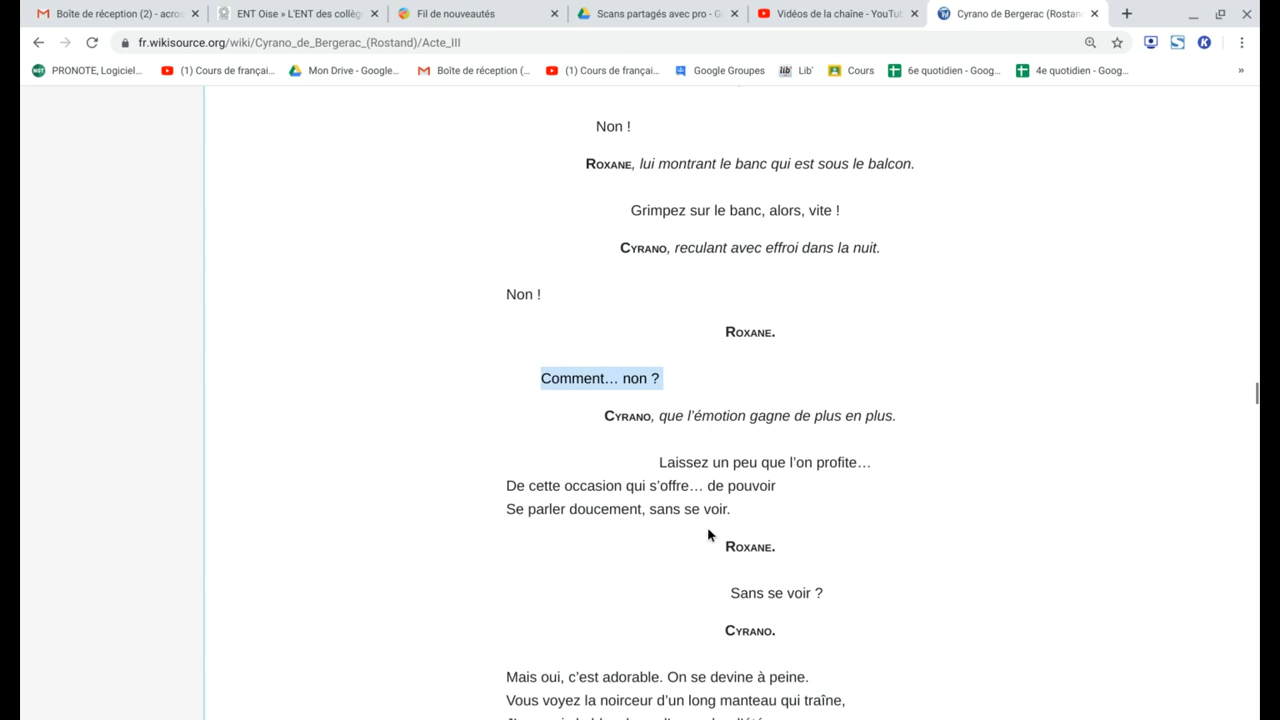 Boîte de réception (2) - acros
ENT Oise » L'ENT des collèg
Fil de nouveautés
Scans partagés avec pro - G
Vidéos de la chaîne - YouTu
Cyrano de Bergerac (Rostan
fr.wikisource.org/wiki/Cyrano_de_Bergerac_(Rostand)/Acte_III
PRONOTE, Logiciel...
(1) Cours de françai...
Mon Drive - Google...
Boîte de réception (...
(1) Cours de françai...
Google Groupes
lib' Lib'
Cours
6e quotidien - Goog...
4e quotidien - Goog...
»
Non !
Roxane, lui montrant le banc qui est sous le balcon.
Grimpez sur le banc, alors, vite !
Cyrano, reculant avec effroi dans la nuit.
Non !
Roxane.
Comment… non ?
Cyrano, que l’émotion gagne de plus en plus.
Laissez un peu que l’on profite…
De cette occasion qui s’offre… de pouvoir
Se parler doucement, sans se voir.
Roxane.
Sans se voir ?
Cyrano.
Mais oui, c’est adorable. On se devine à peine.
Vous voyez la noirceur d’un long manteau qui traîne,